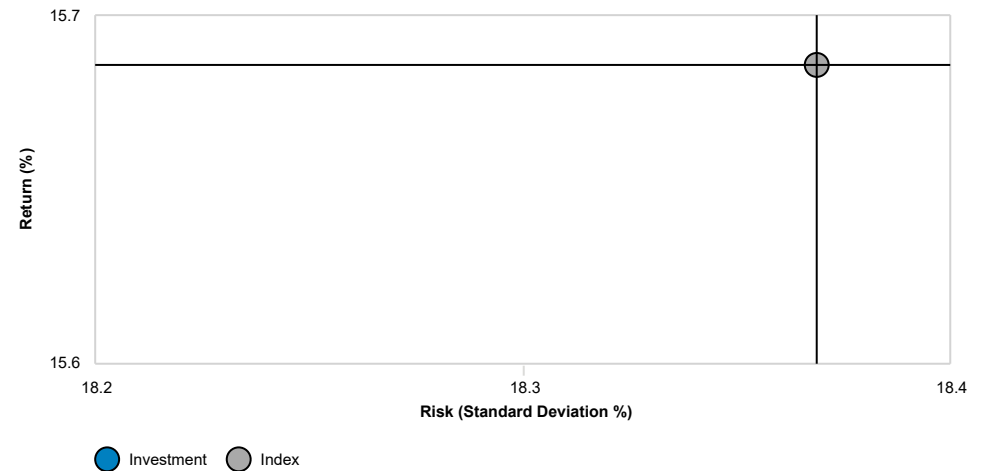 15.7
Return (%)
15.6
18.2 18.3 18.4
Risk (Standard Deviation %)
Investment Index